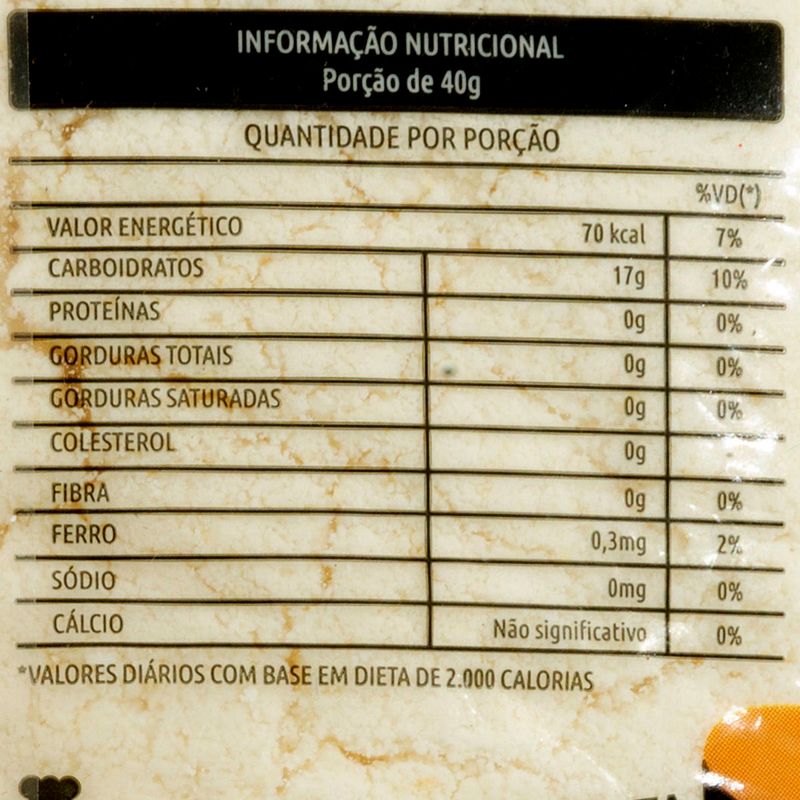 INFORMAÇÃO NUTRICIONAL
Porção de 40g
QUANTIDADE POR PORÇÃO
%VD(*)
VALOR ENERGÉTICO 70 kcal 7%
CARBOIDRATOS 17g 10%
PROTEÍNAS 0g 0%
GORDURAS TOTAIS 0g 0%
GORDURAS SATURADAS 0g 0%
COLESTEROL 0g -
FIBRA 0g 0%
FERRO 0,3mg 2%
SÓDIO 0mg 0%
CÁLCIO Não significativo 0%
*VALORES DIÁRIOS COM BASE EM DIETA DE 2.000 CALORIAS